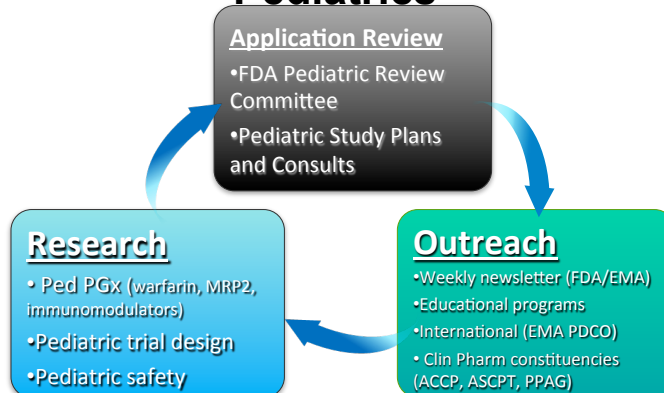 Pediatrics
Application Review
•FDA Pediatric Review
Committee
•Pediatric Study Plans
and Consults
Research
• Ped PGx (warfarin, MRP2,
immunomodulators)
•Pediatric trial design
•Pediatric safety
Outreach
•Weekly newsletter (FDA/EMA)
•Educational programs
•International (EMA PDCO)
• Clin Pharm constituencies
(ACCP, ASCPT, PPAG)